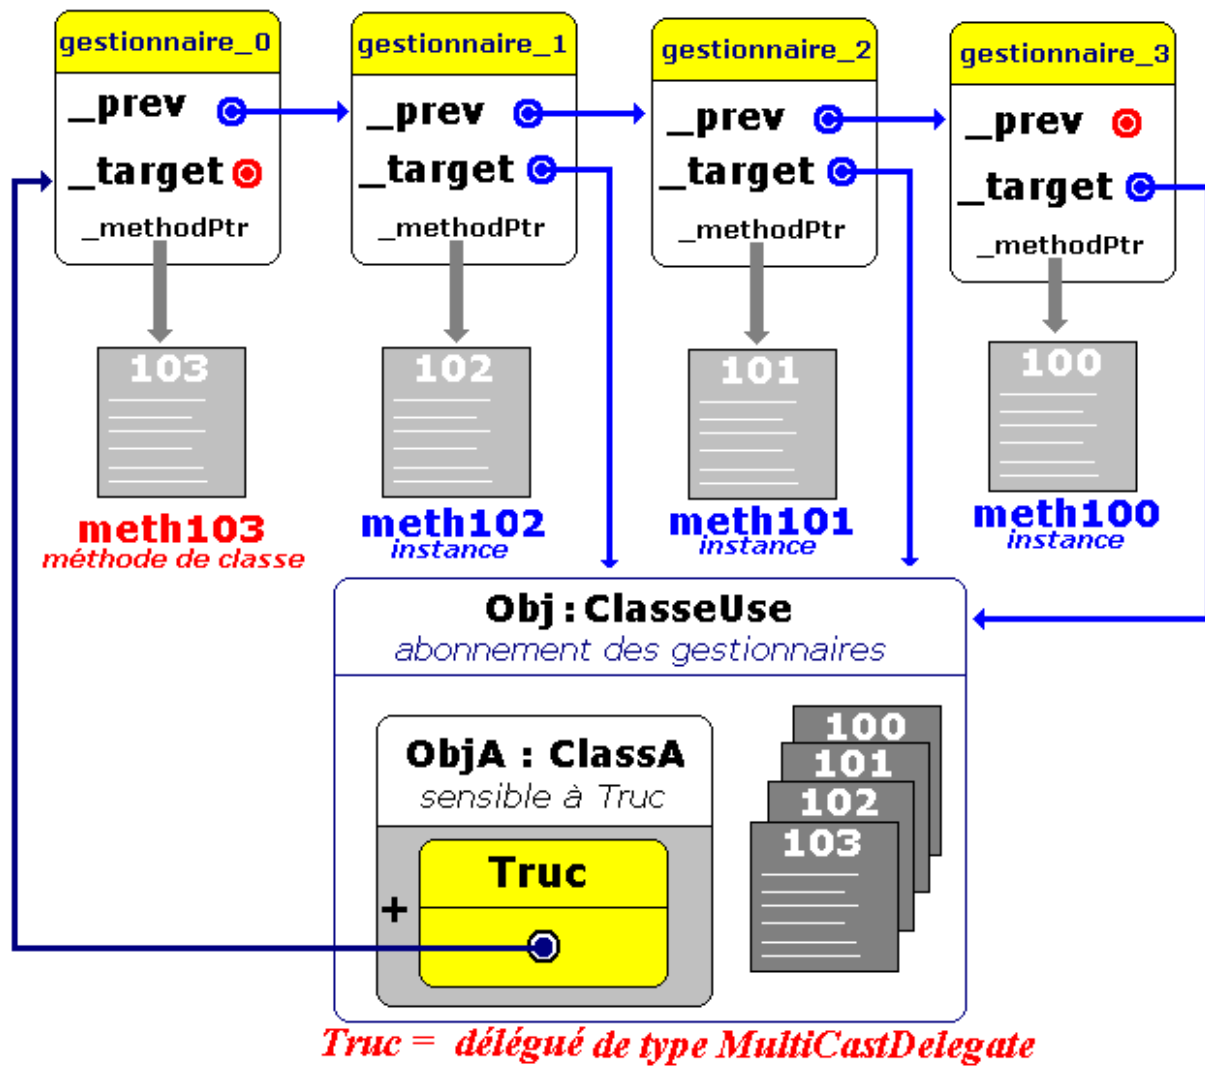 gestionnaire_0
gestionnaire_1
gestionnaire_2
gestionnaire_3
_prev
_prev
_prev
_prev
_target
_target
_target
_target
_methodPtr
_methodPtr
_methodPtr
_methodPtr
103
102
101
100
meth103
méthode de classe
meth102
instance
meth101
instance
meth100
instance
Obj : ClasseUse
abonnement des gestionnaires
ObjA : ClassA
sensible à Truc
+
Truc
100
101
102
103
Truc = délégué de type MultiCastDelegate